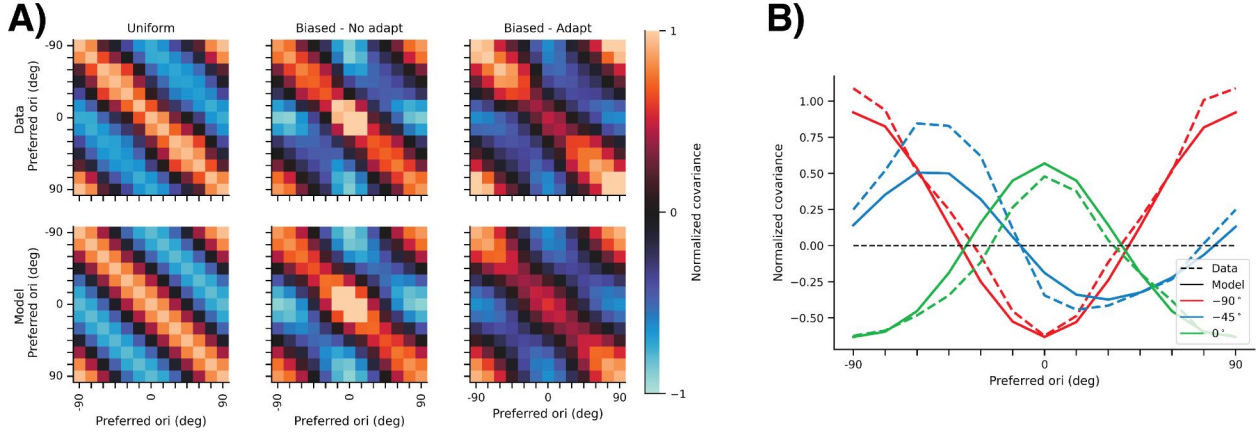 A)
B)
Uniform
Biased - No adapt
Biased - Adapt
Data
Preferred ori (deg)
-90
0
90
Model
Preferred ori (deg)
-90
0
90
-90
0
90
Preferred ori (deg)
-90
0
90
Preferred ori (deg)
-90
0
90
Preferred ori (deg)
1
0
−1
Normalized covariance
Normalized covariance
1.00
0.75
0.50
0.25
0.00
−0.25
−0.50
-90
0
90
Preferred ori (deg)
Data
Model
−90°
−45°
0°